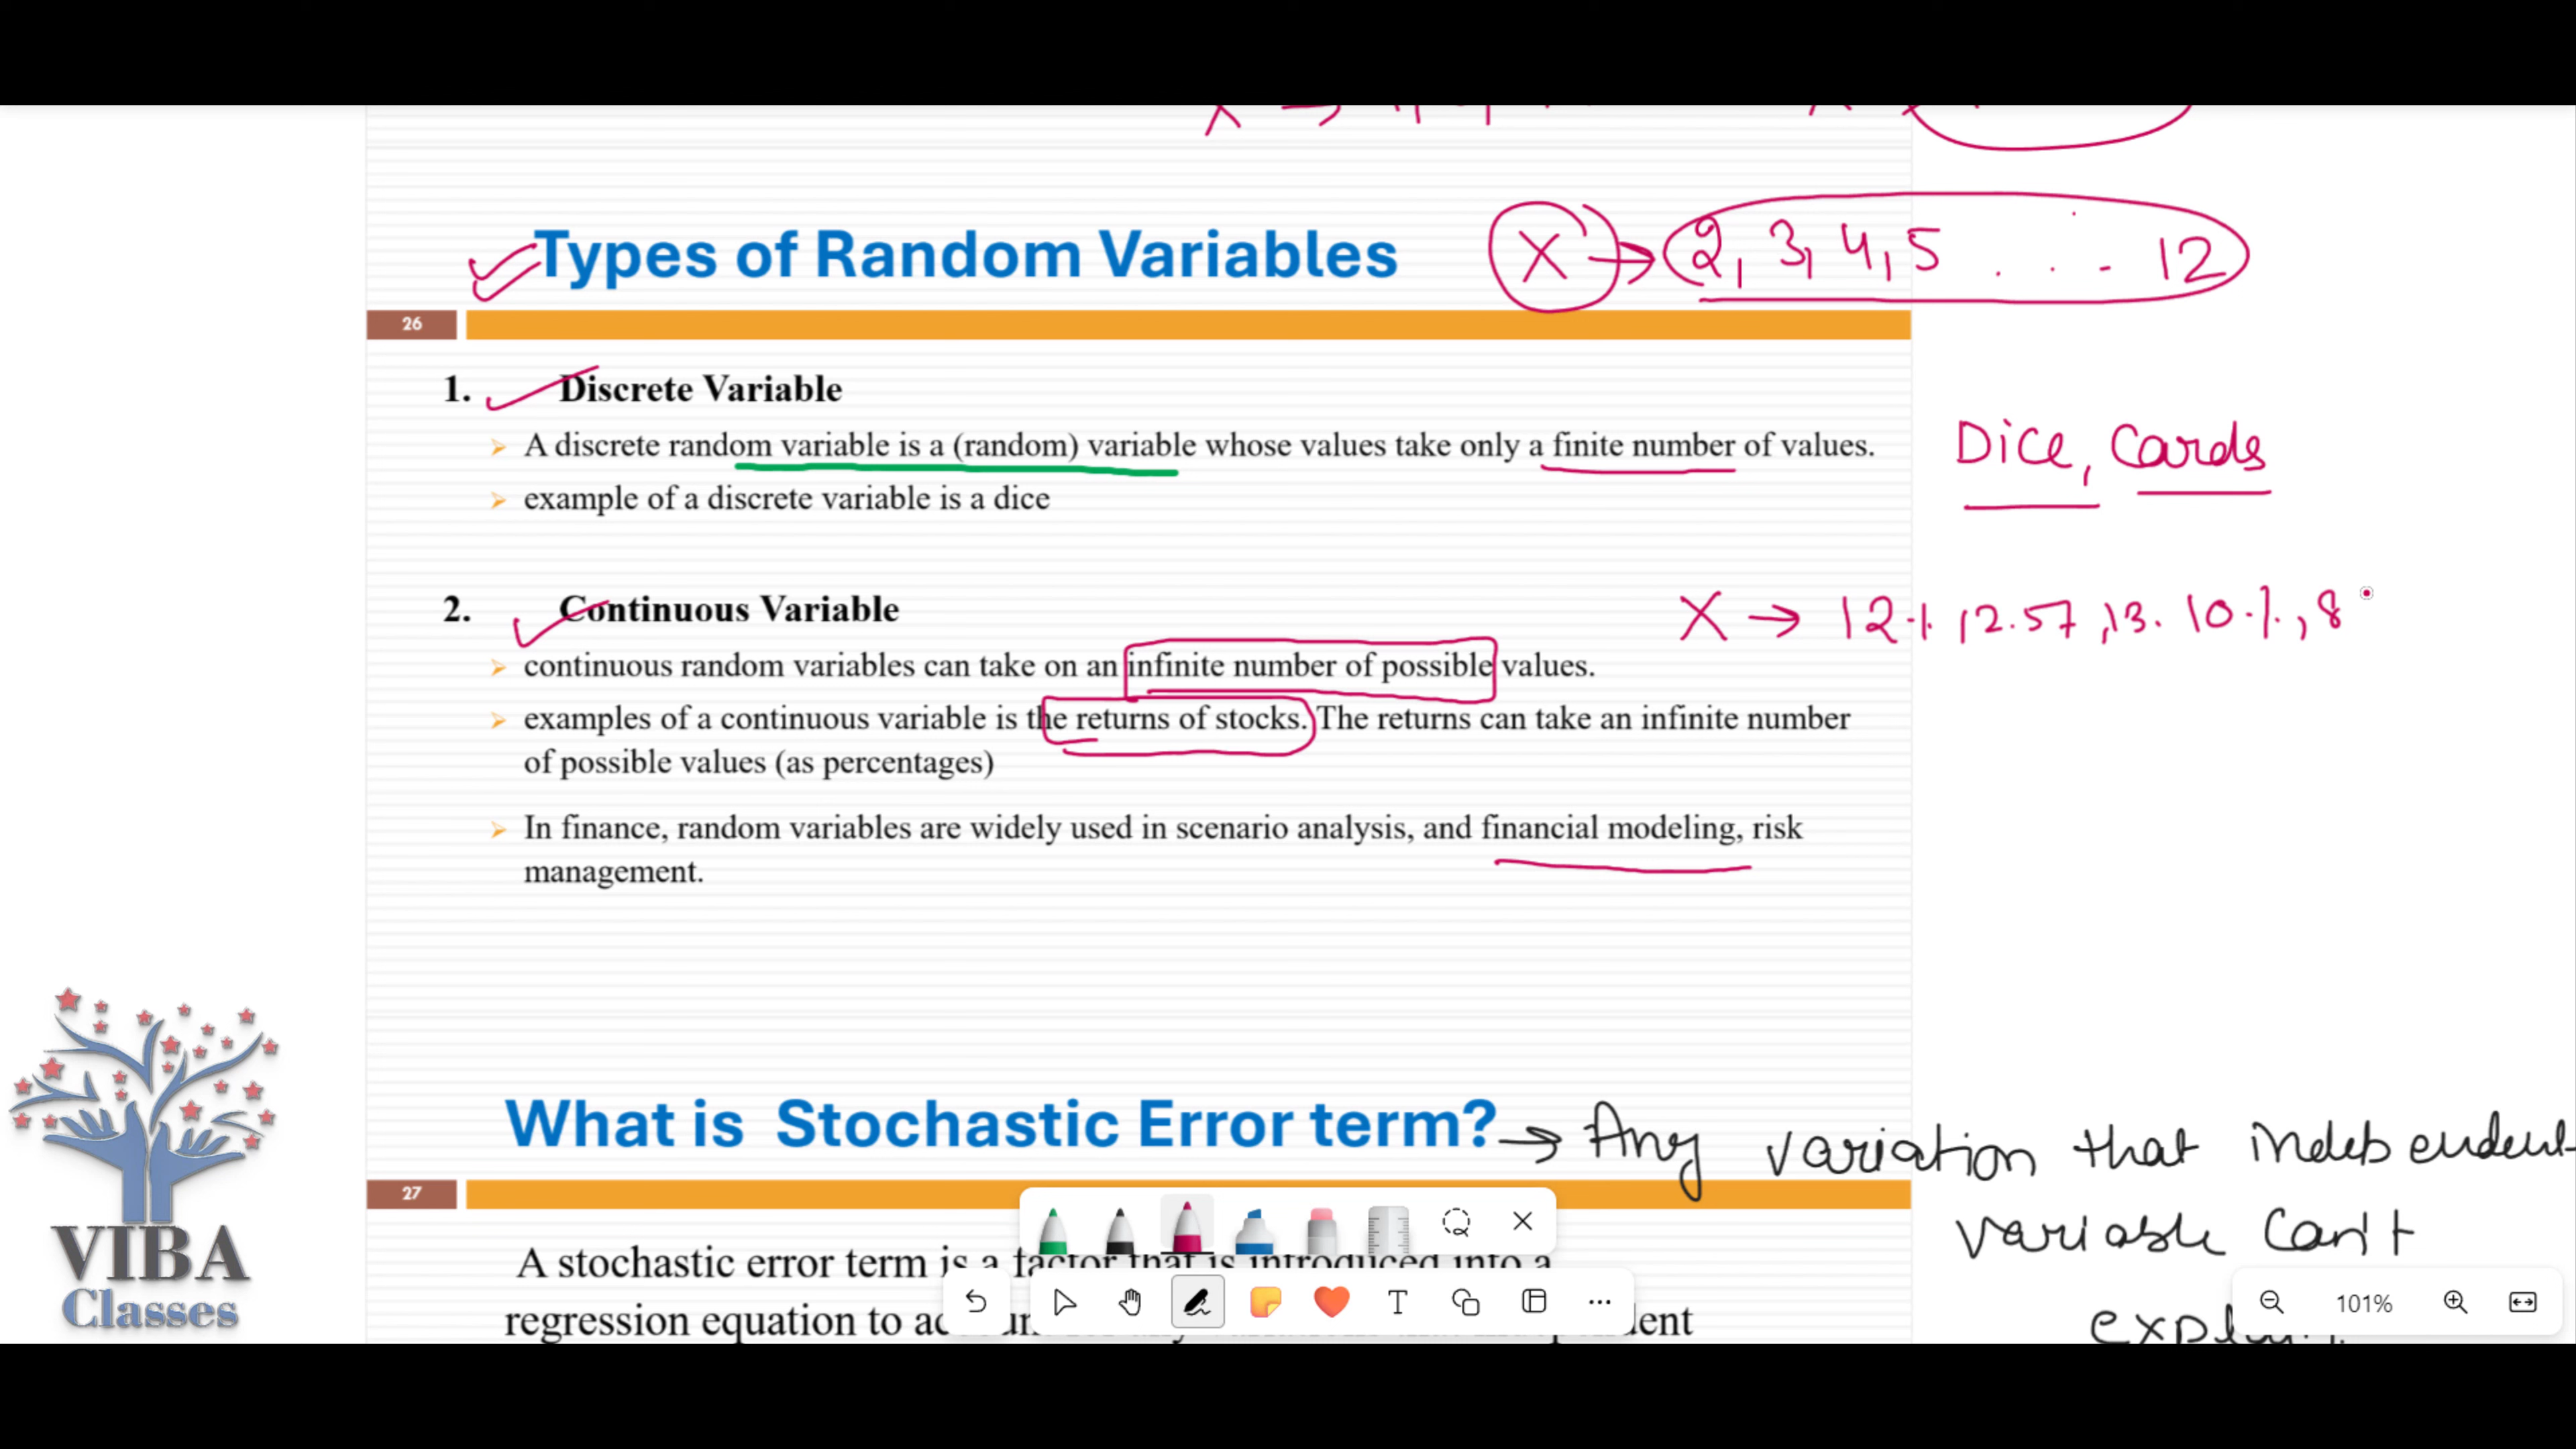 Types of Random Variables X → 2, 3, 4, 5 . . . - 12
26
1. Discrete Variable
A discrete random variable is a (random) variable whose values take only a finite number of values.
Dice, Cards
example of a discrete variable is a dice
2. Continuous Variable
X → 12%. 12.57, 13. 10%, 8
continuous random variables can take on an infinite number of possible values.
examples of a continuous variable is the returns of stocks. The returns can take an infinite number
of possible values (as percentages)
In finance, random variables are widely used in scenario analysis, and financial modeling, risk
management.
What is Stochastic Error term? → Any variation that independent
27
variable can't
A stochastic error term is a factor that is introduced into a
regression equation to
101%
VIBA
Classes